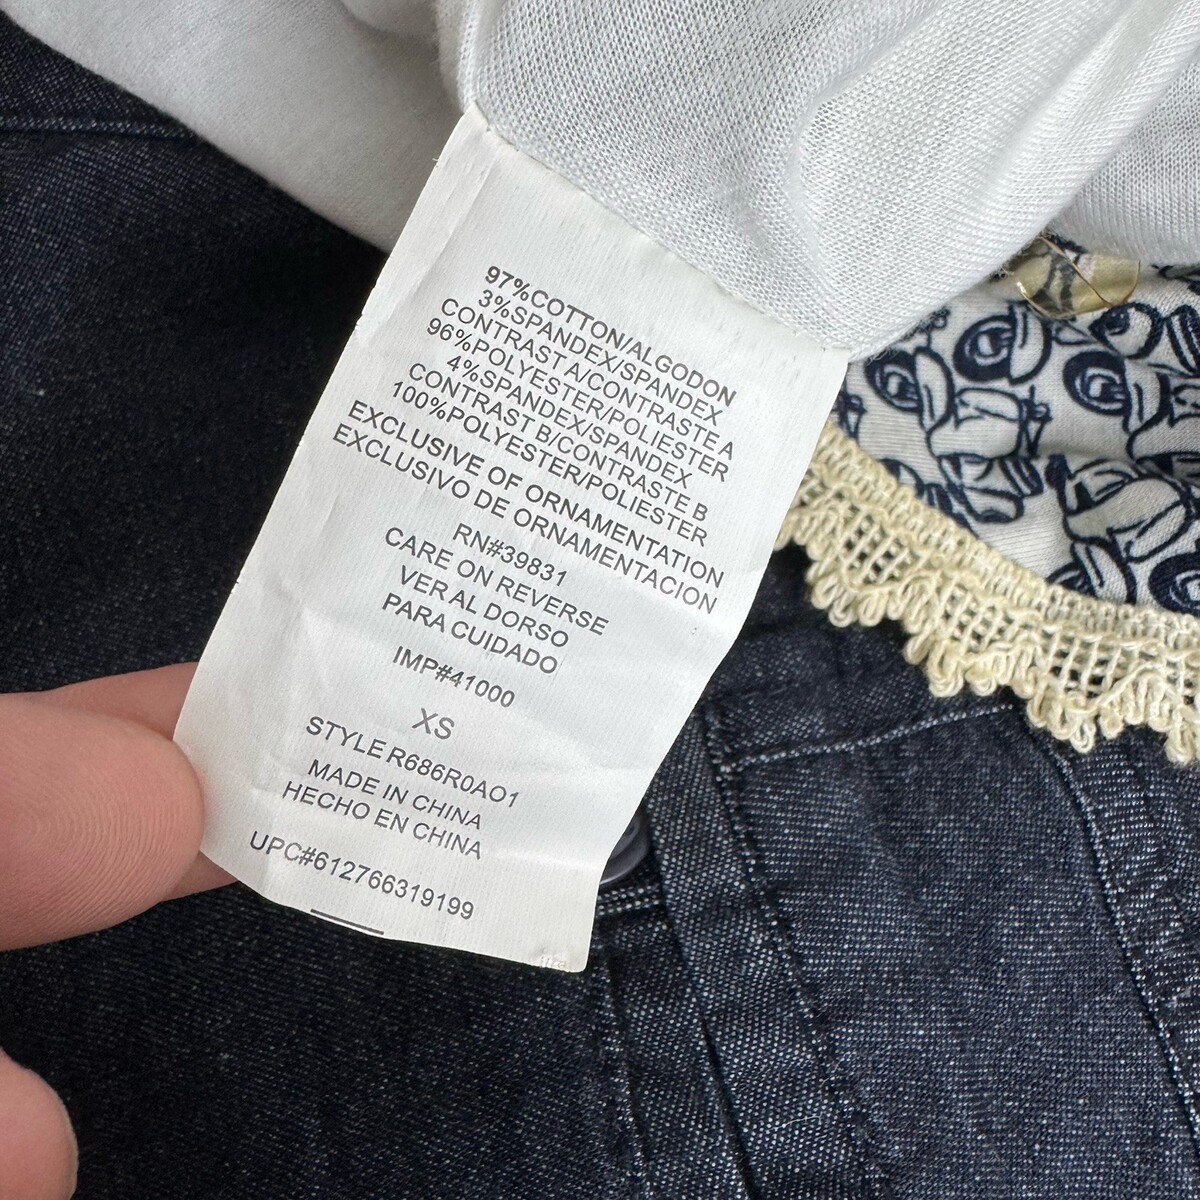 97%COTTON/ALGODON
3%SPANDEX/SPANDEX
CONTRAST A/CONTRASTE A
96%POLYESTER/POLIESTER
4%SPANDEX/SPANDEX
CONTRAST B/CONTRASTE B
100%POLYESTER/POLIESTER
EXCLUSIVE OF ORNAMENTATION
EXCLUSIVO DE ORNAMENTACION
RN#39831
CARE ON REVERSE
VER AL DORSO
PARA CUIDADO
IMP#41000
XS
STYLE R686R0AO1
MADE IN CHINA
HECHO EN CHINA
UPC#612766319199